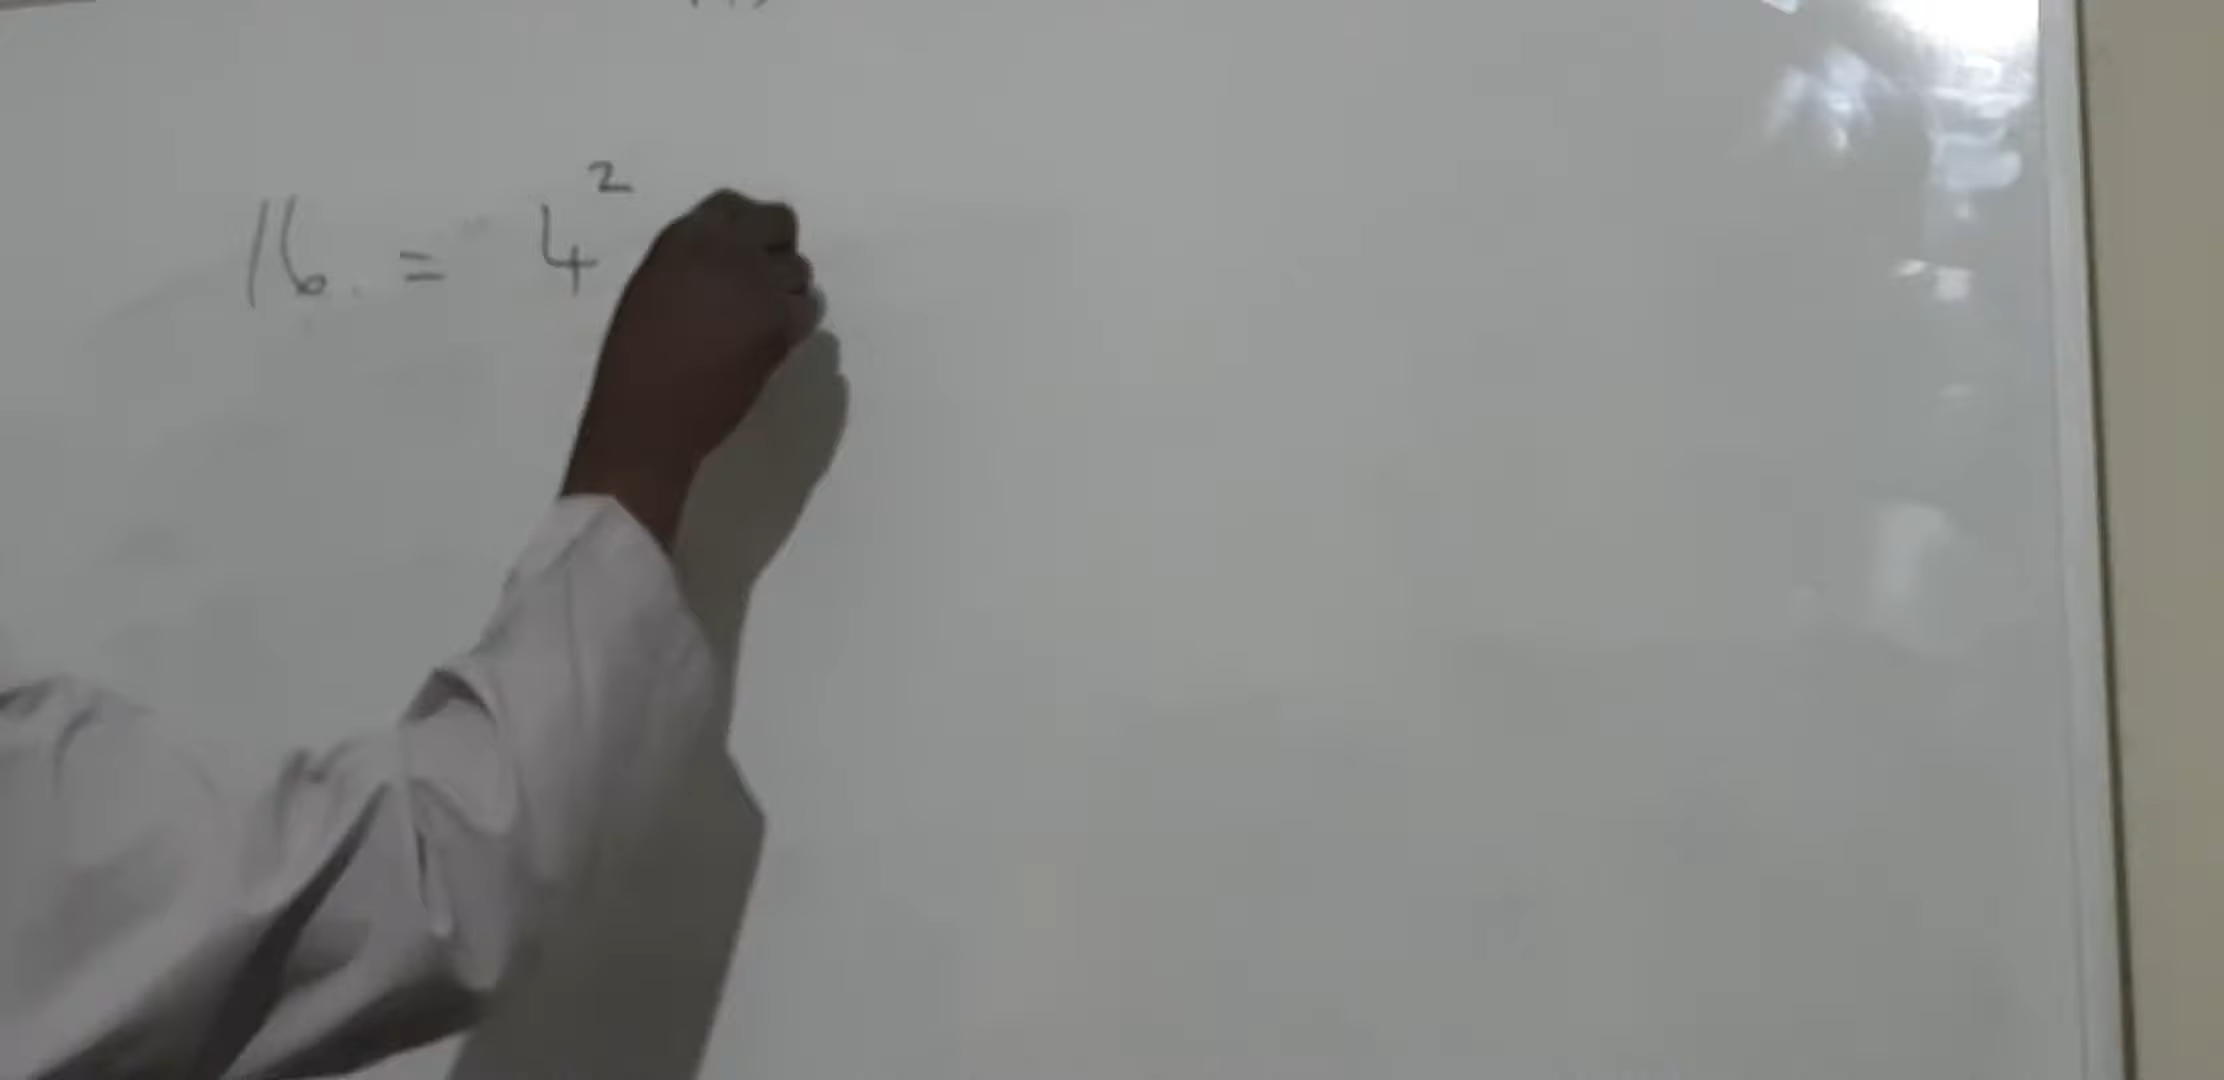 16 = 4²